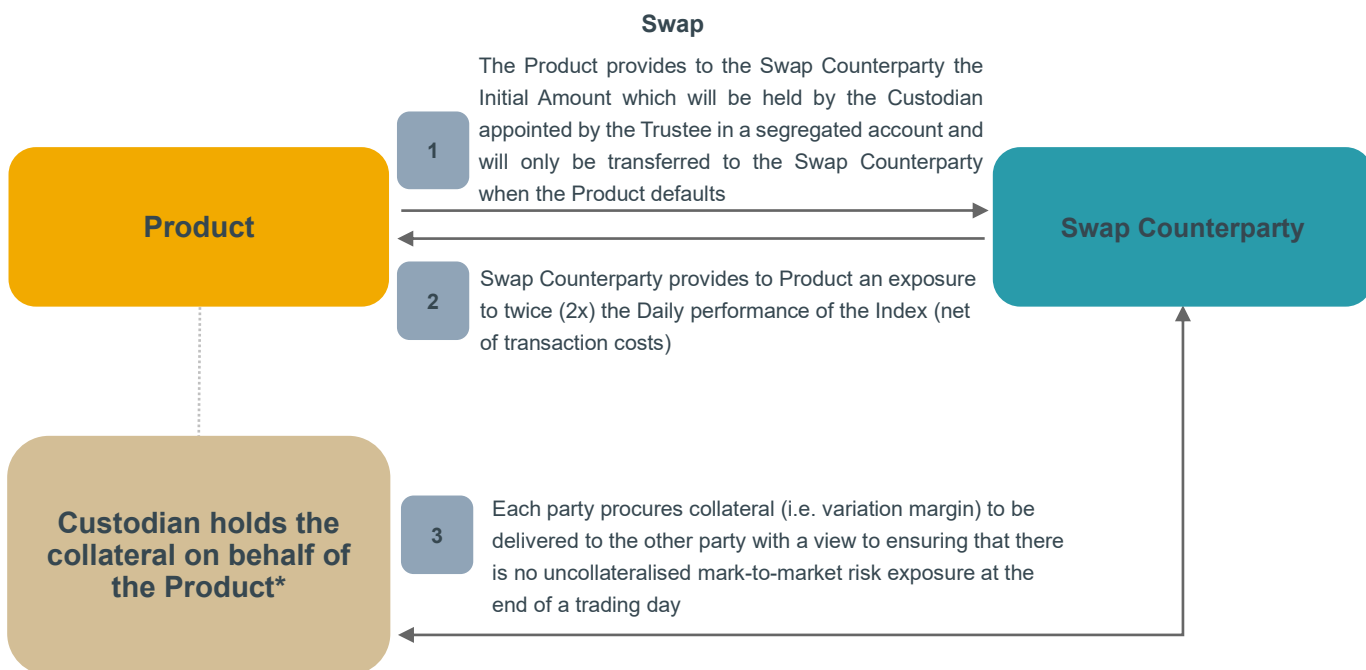 Swap
The Product provides to the Swap Counterparty the
Initial Amount which will be held by the Custodian
appointed by the Trustee in a segregated account and
will only be transferred to the Swap Counterparty
when the Product defaults
1
Product
Swap Counterparty
2
Swap Counterparty provides to Product an exposure
to twice (2x) the Daily performance of the Index (net
of transaction costs)
Custodian holds the
collateral on behalf of
the Product*
3
Each party procures collateral (i.e. variation margin) to be
delivered to the other party with a view to ensuring that there
is no uncollateralised mark-to-market risk exposure at the
end of a trading day